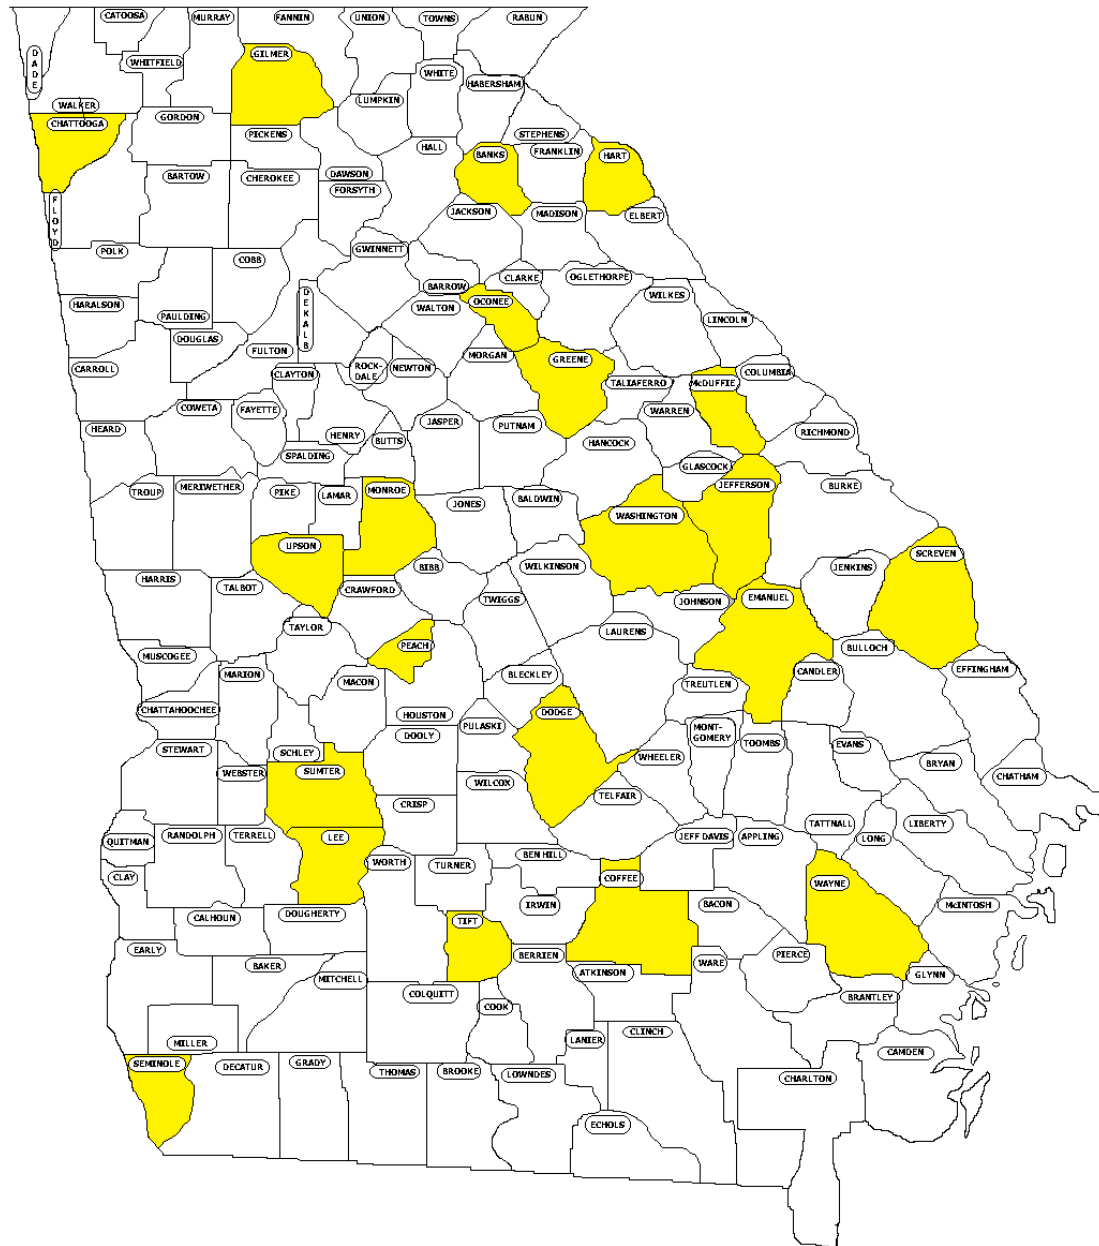 CATOOSA
MURRAY
FANNIN
UNION
TOWNS
RABUN
DADE
WHITFIELD
GILMER
WHITE
HABERSHAM
WALKER
LUMPKIN
CHATTOOGA
GORDON
PICKENS
STEPHENS
HALL
BANKS
FRANKLIN
HART
BARTOW
CHEROKEE
DAWSON
FORSYTH
FLOYD
JACKSON
MADISON
ELBERT
POLK
COBB
GWINNETT
CLARKE
OGLETHORPE
BARROW
DEKALB
HARALSON
WALTON
OCONEE
WILKES
PAULDING
LINCOLN
DOUGLAS
FULTON
MORGAN
GREENE
CARROLL
CLAYTON
ROCK-
DALE
NEWTON
TALIAFERRO
McDUFFIE
COLUMBIA
COWETA
FAYETTE
WARREN
HEARD
HENRY
BUTTS
JASPER
PUTNAM
HANCOCK
RICHMOND
SPALDING
GLASCOCK
TROUP
MERIWETHER
PIKE
LAMAR
MONROE
JONES
BALDWIN
JEFFERSON
BURKE
WASHINGTON
UPSON
SCREVEN
HARRIS
TALBOT
CRAWFORD
BIBB
WILKINSON
JENKINS
TWIGGS
JOHNSON
EMANUEL
TAYLOR
LAURENS
MUSCOGEE
PEACH
BULLOCH
MARION
MACON
BLECKLEY
TREUTLEN
CANDLER
EFFINGHAM
CHATTAHOOCHEE
HOUSTON
DODGE
STEWART
SCHLEY
DOOLY
PULASKI
MONT-
GOMERY
TOOMBS
EVANS
WEBSTER
SUMTER
WILCOX
WHEELER
BRYAN
CHATHAM
CRISP
TELFAIR
QUITMAN
RANDOLPH
TERRELL
LEE
JEFF DAVIS
APPLING
TATTNALL
LONG
LIBERTY
CLAY
WORTH
TURNER
BEN HILL
COFFEE
WAYNE
CALHOUN
DOUGHERTY
TIFT
IRWIN
BACON
McINTOSH
EARLY
BAKER
MITCHELL
BERRIEN
ATKINSON
WARE
PIERCE
GLYNN
COLQUITT
COOK
BRANTLEY
MILLER
LANIER
CLINCH
CAMDEN
SEMINOLE
DECATUR
GRADY
THOMAS
BROOKE
LOWNDES
CHARLTON
ECHOLS